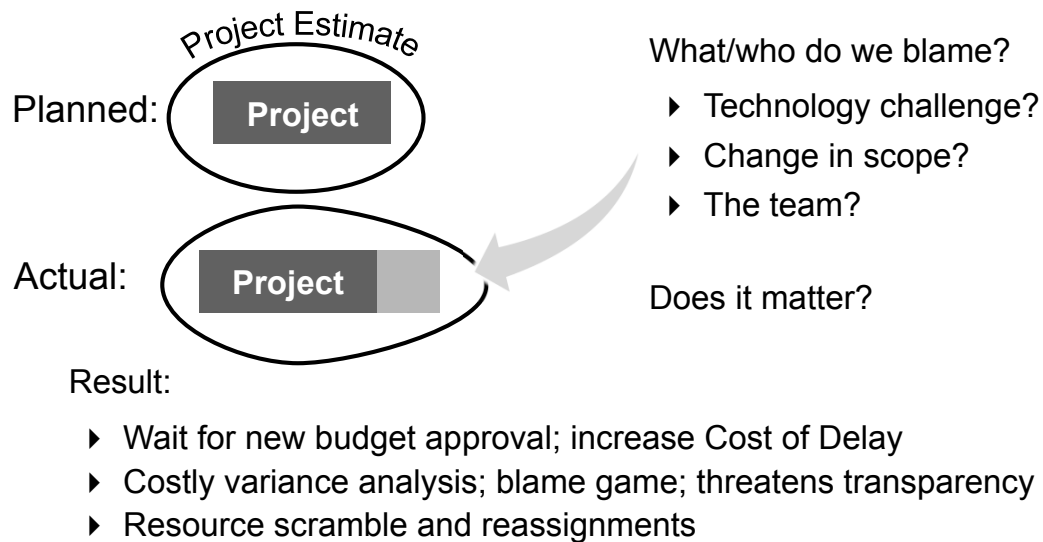 Project Estimate
Planned:
Project
What/who do we blame?
▸ Technology challenge?
▸ Change in scope?
▸ The team?
Actual:
Project
Does it matter?
Result:
▸ Wait for new budget approval; increase Cost of Delay
▸ Costly variance analysis; blame game; threatens transparency
▸ Resource scramble and reassignments